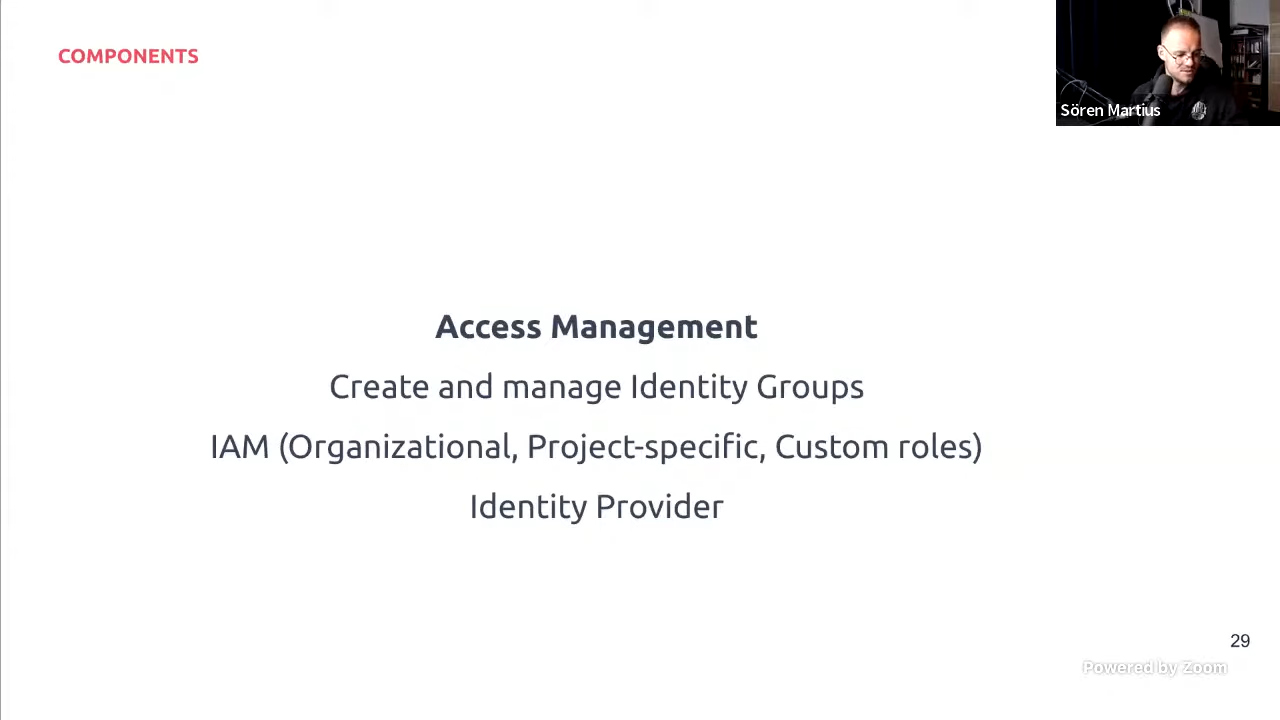 COMPONENTS
Sören Martius
Access Management
Create and manage Identity Groups
IAM (Organizational, Project-specific, Custom roles)
Identity Provider
29
Powered by Zoom